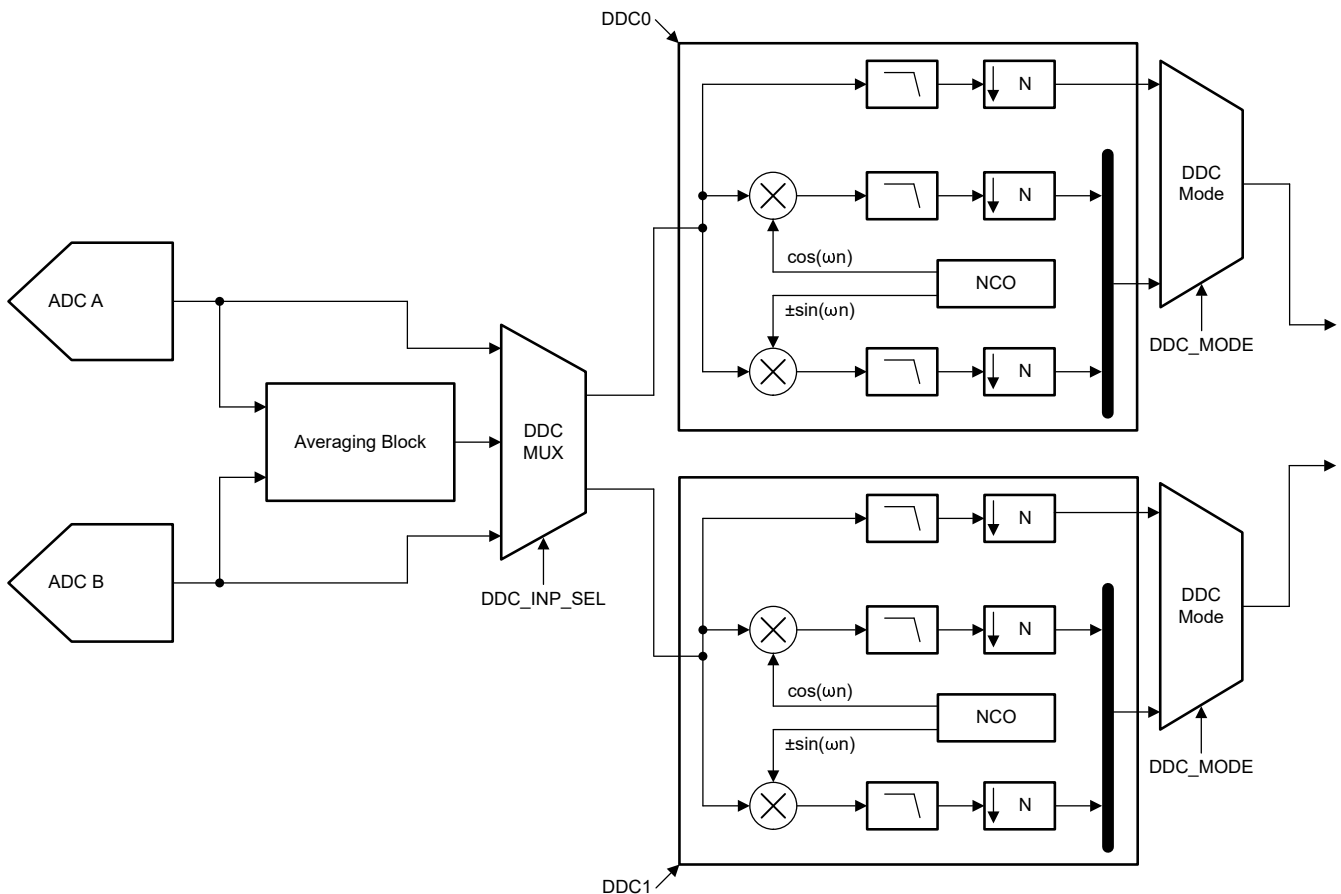 DDC0
N
DDC
Mode
N
cos(ωn)
NCO
±sin(ωn)
DDC_MODE
N
ADC A
Averaging Block
DDC
MUX
ADC B
DDC_INP_SEL
N
DDC
Mode
N
cos(ωn)
NCO
±sin(ωn)
DDC_MODE
N
DDC1